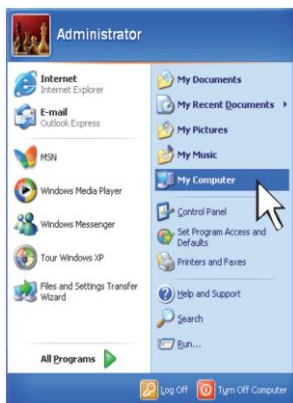 Administrator
Internet
Internet Explorer
E-mail
Outlook Express
MSN
Windows Media Player
Windows Messenger
Tour Windows XP
Files and Settings Transfer
Wizard
All Programs
My Documents
My Recent Documents
My Pictures
My Music
My Computer
Control Panel
Set Program Access and
Defaults
Printers and Faxes
Help and Support
Search
Run...
Log Off
Turn Off Computer